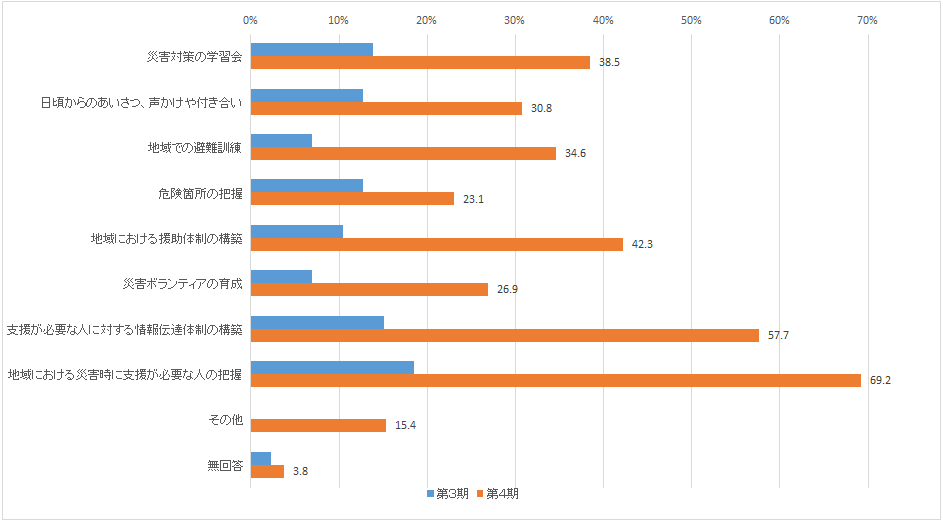 0% 10% 20% 30% 40% 50% 60% 70%
災害対策の学習会
38.5
日頃からのあいさつ、声かけや付き合い
30.8
地域での避難訓練
34.6
危険箇所の把握
23.1
地域における援助体制の構築
42.3
災害ボランティアの育成
26.9
支援が必要な人に対する情報伝達体制の構築
57.7
地域における災害時に支援が必要な人の把握
69.2
その他
15.4
無回答
3.8
第3期 第4期